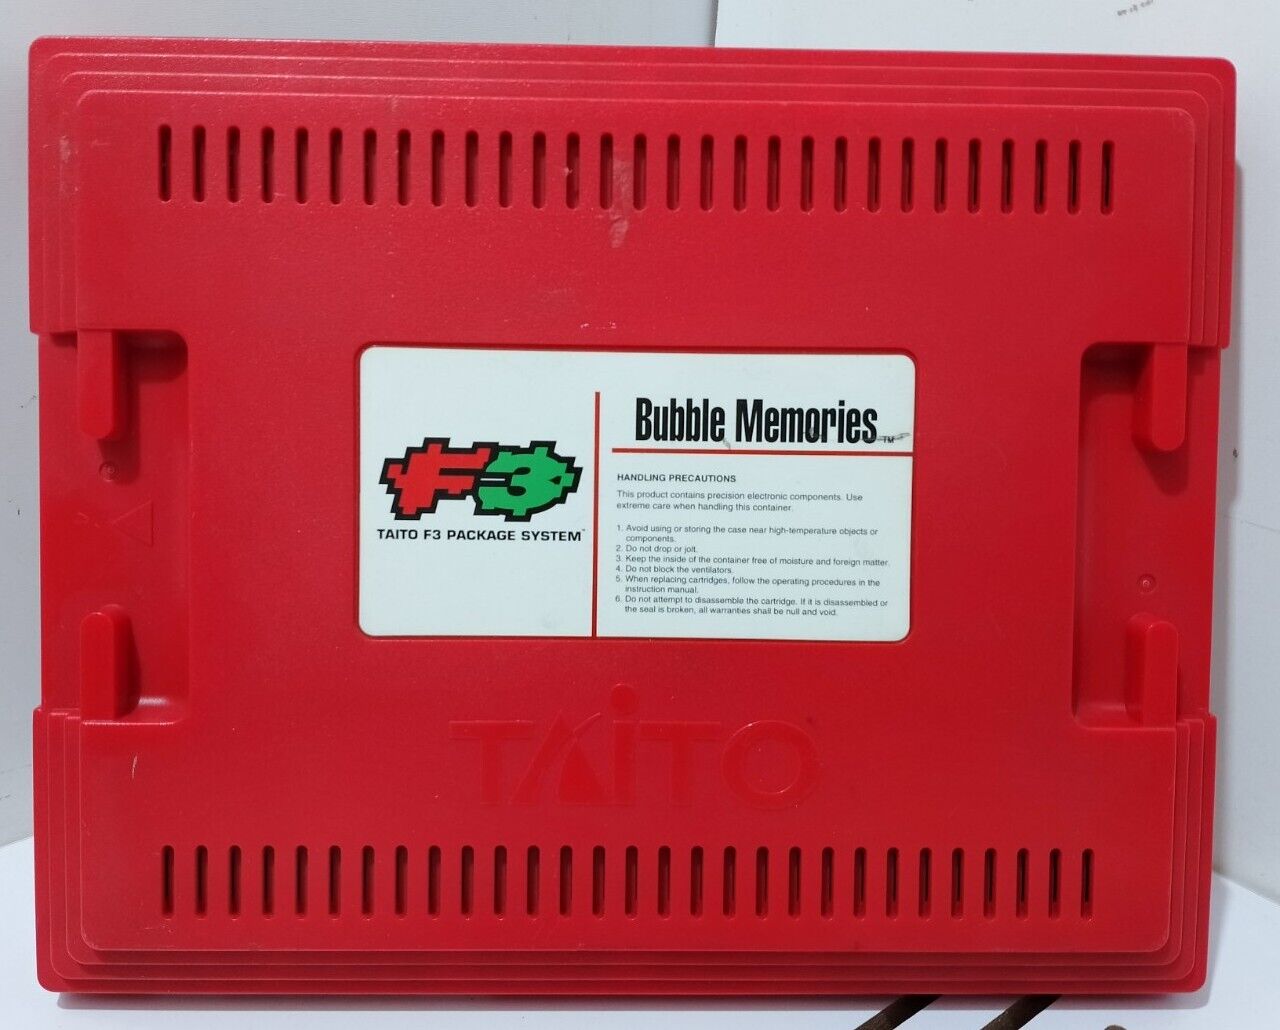 F3
TAITO F3 PACKAGE SYSTEM™
Bubble Memories™
HANDLING PRECAUTIONS
This product contains precision electronic components. Use
extreme care when handling this container.
1. Avoid using or storing the case near high-temperature objects or
components.
2. Do not drop or jolt.
3. Keep the inside of the container free of moisture and foreign matter.
4. Do not block the ventilators.
5. When replacing cartridges, follow the operating procedures in the
instruction manual.
6. Do not attempt to disassemble the cartridge. If it is disassembled or
the seal is broken, all warranties shall be null and void.
TAiTO